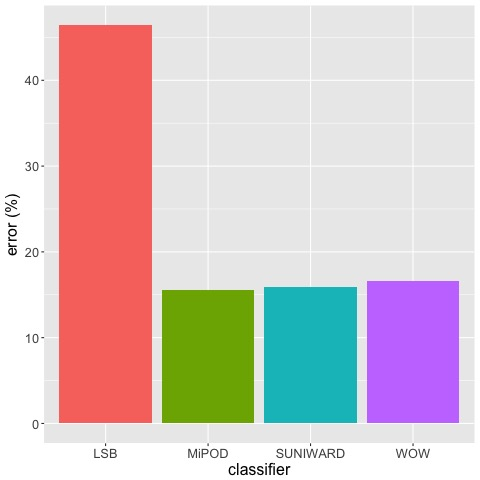 error (%)
40
30
20
10
0
LSB MiPOD SUNIWARD WOW
classifier